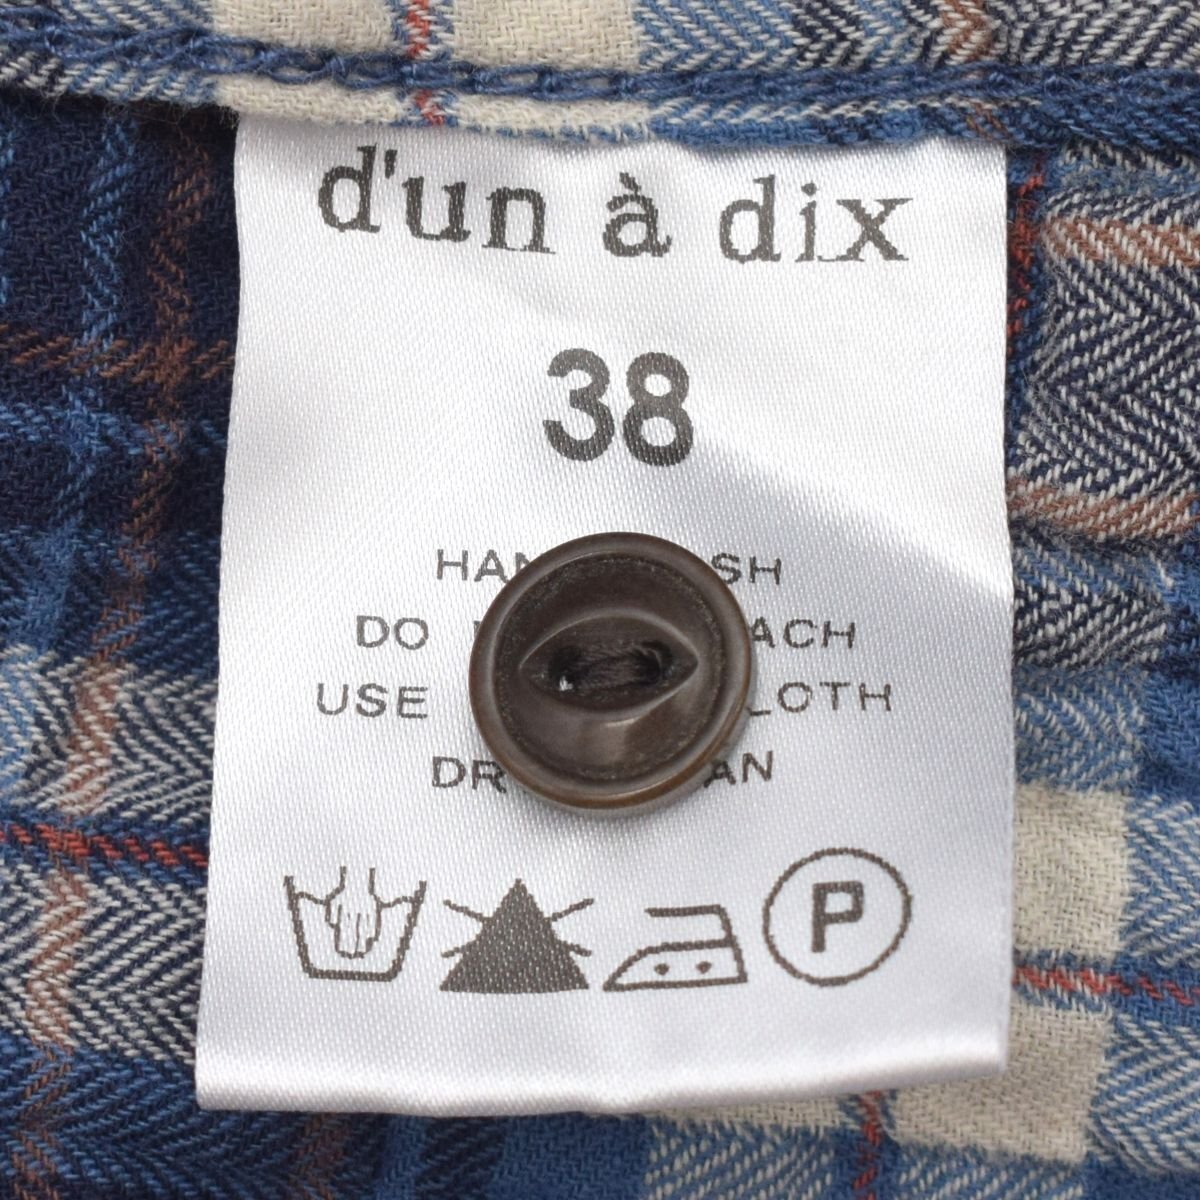 d'un à dix
38
HAN SH
DO ACH
USE LOTH
DR AN
P